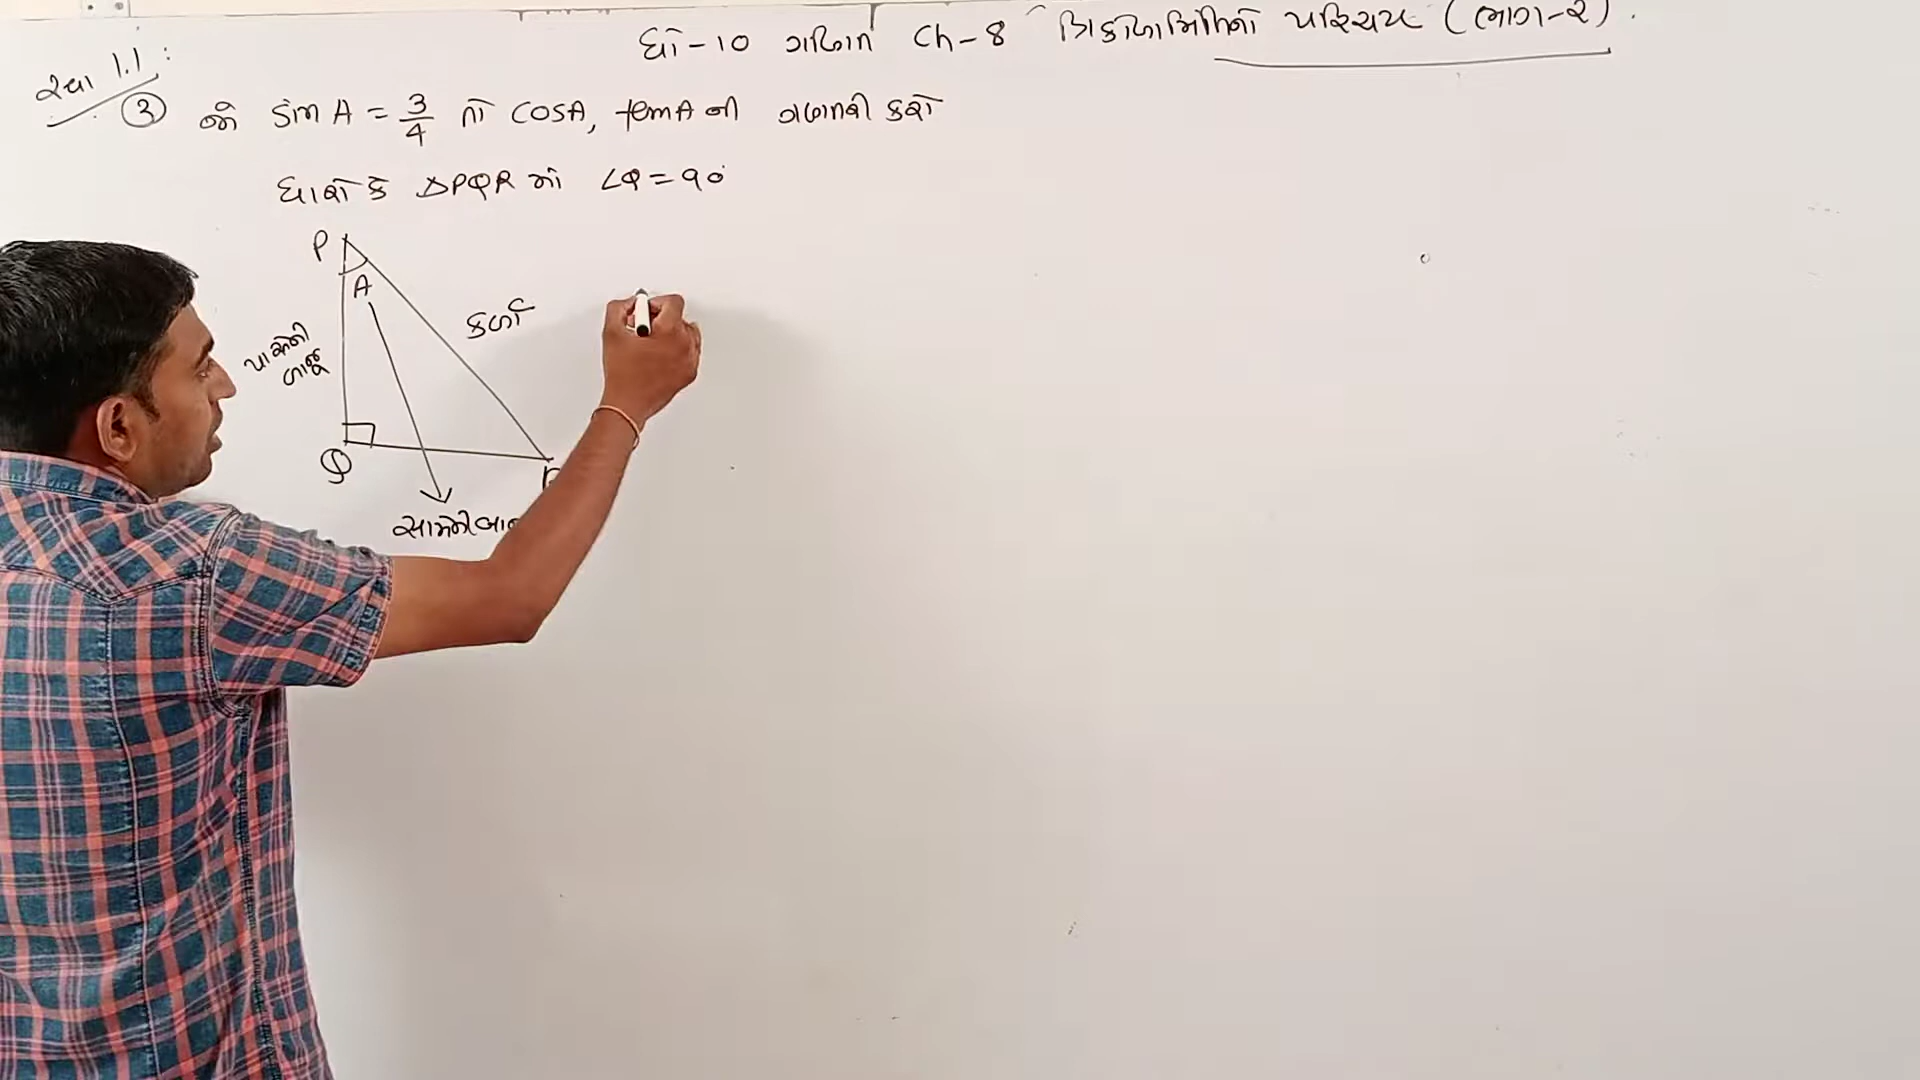 ધો-10 ગણિત Ch-8 ત્રિકોણમિતિનો પરિચય (ભાગ-૨).
સ્વા 1.1 :
③ જો sin A = 3/4 તો COSA, tanA ની ગણતરી કરો
ધારો કે ΔPQR માં ∠Q = 90°
P
A
કર્ણ
પાસેની
બાજુ
Q
સામેની